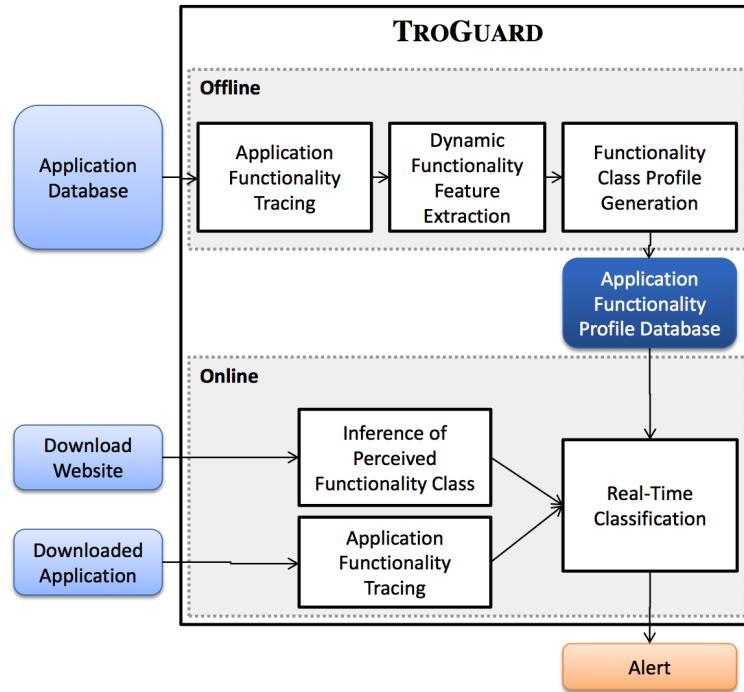 TROGUARD
Offline
Application
Database
Application
Functionality
Tracing
Dynamic
Functionality
Feature
Extraction
Functionality
Class Profile
Generation
Application
Functionality
Profile Database
Online
Download
Website
Inference of
Perceived
Functionality Class
Real-Time
Classification
Downloaded
Application
Application
Functionality
Tracing
Alert